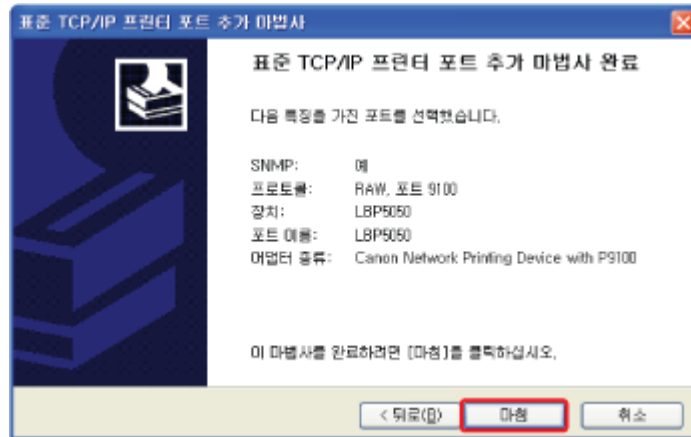 표준 TCP/IP 프린터 포트 추가 마법사
표준 TCP/IP 프린터 포트 추가 마법사 완료
다음 특징을 가진 포트를 선택했습니다.
SNMP: 예
프로토콜: RAW, 포트 9100
장치: LBP5050
포트 이름: LBP5050
어댑터 종류: Canon Network Printing Device with P9100
이 마법사를 완료하려면 [마침]을 클릭하십시오.
< 뒤로(B) 마침 취소